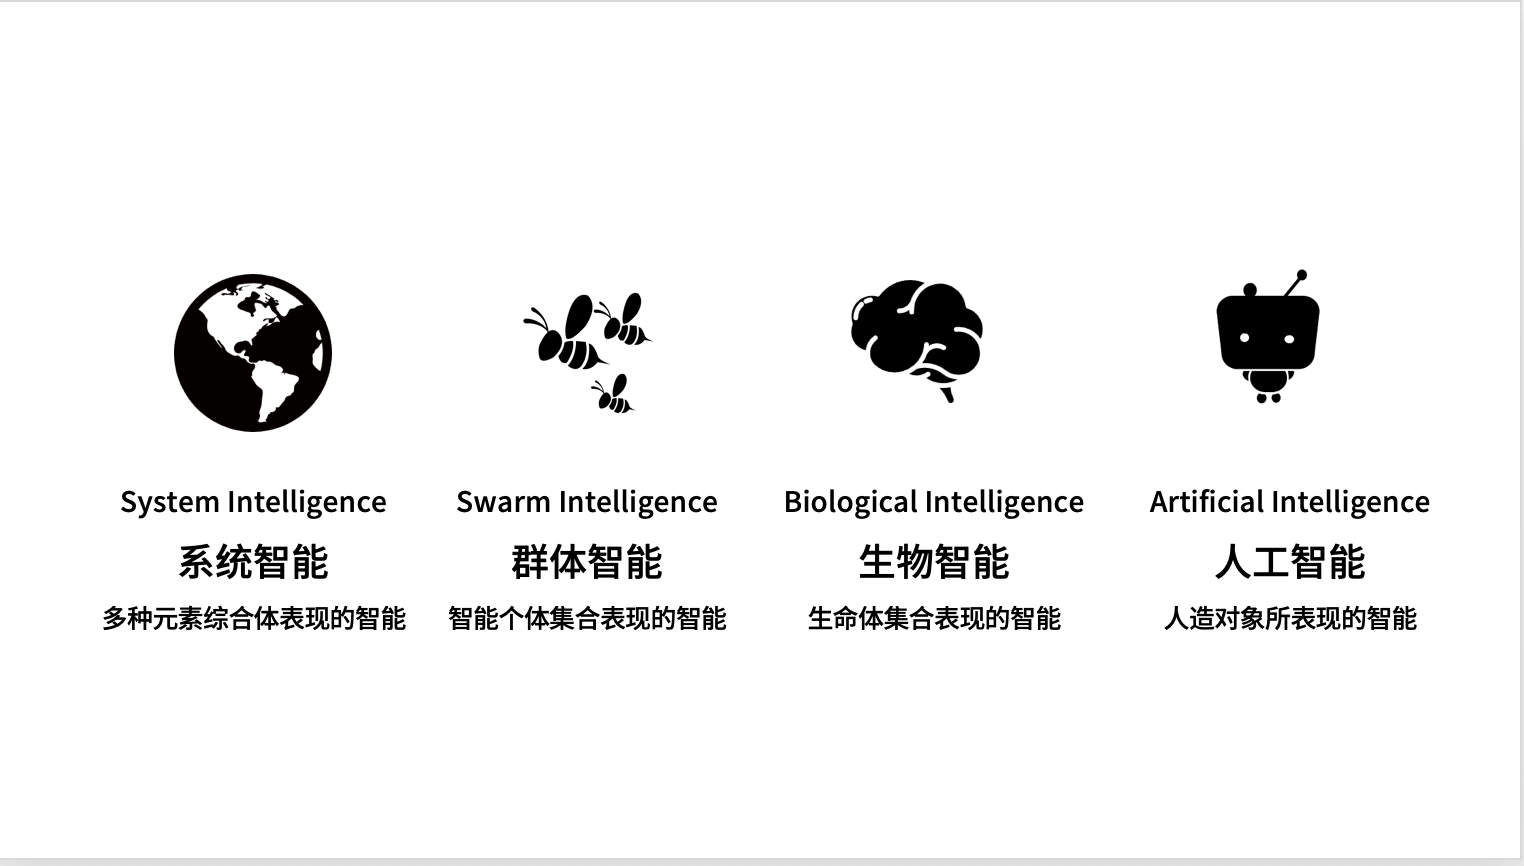 System Intelligence
系统智能
多种元素综合体表现的智能
Swarm Intelligence
群体智能
智能个体集合表现的智能
Biological Intelligence
生物智能
生命体集合表现的智能
Artificial Intelligence
人工智能
人造对象所表现的智能